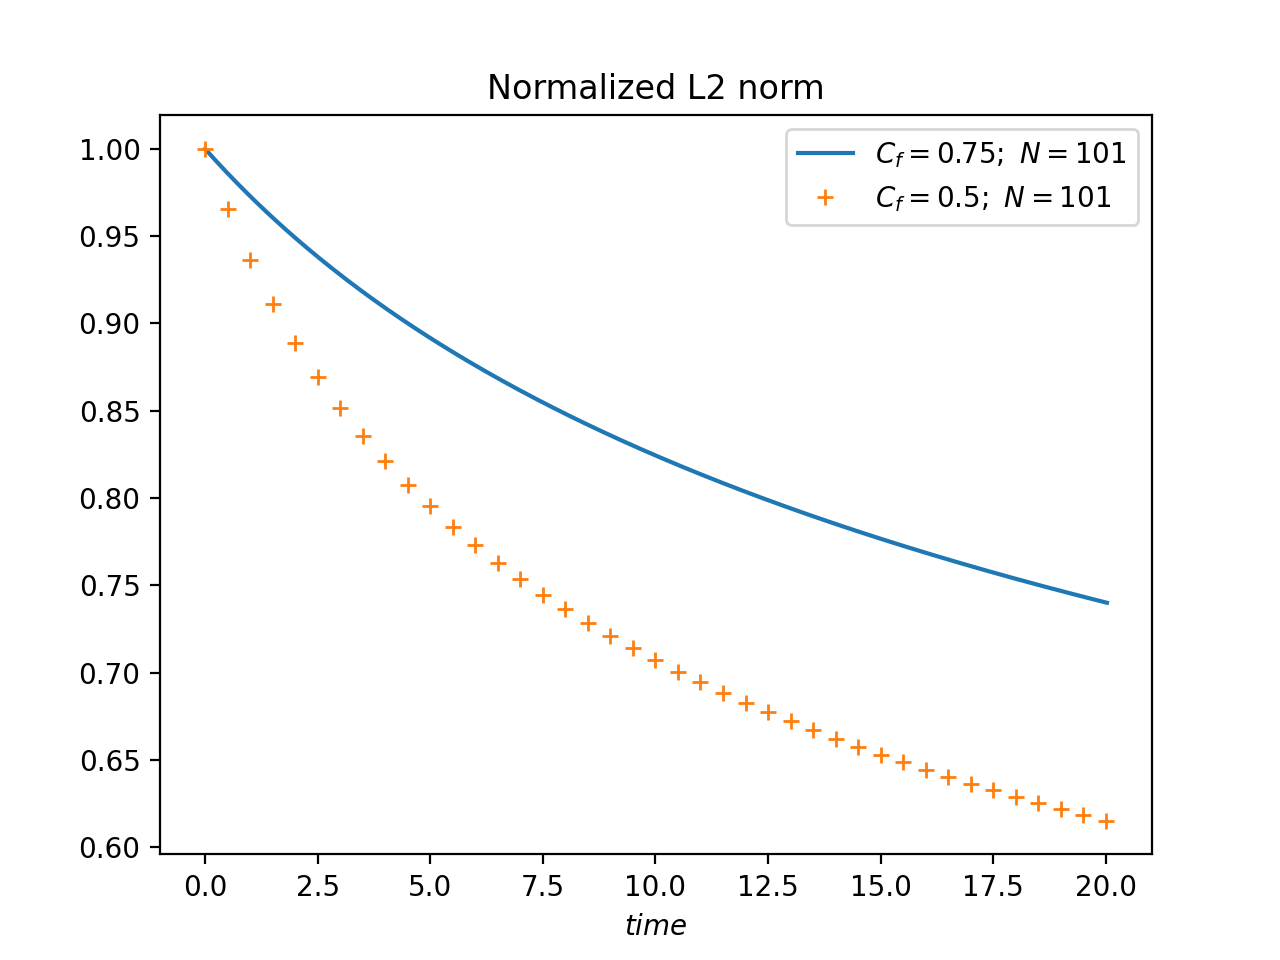 Normalized L2 norm
C_f = 0.75; N = 101
C_f = 0.5; N = 101
1.00
0.95
0.90
0.85
0.80
0.75
0.70
0.65
0.60
0.0 2.5 5.0 7.5 10.0 12.5 15.0 17.5 20.0
time